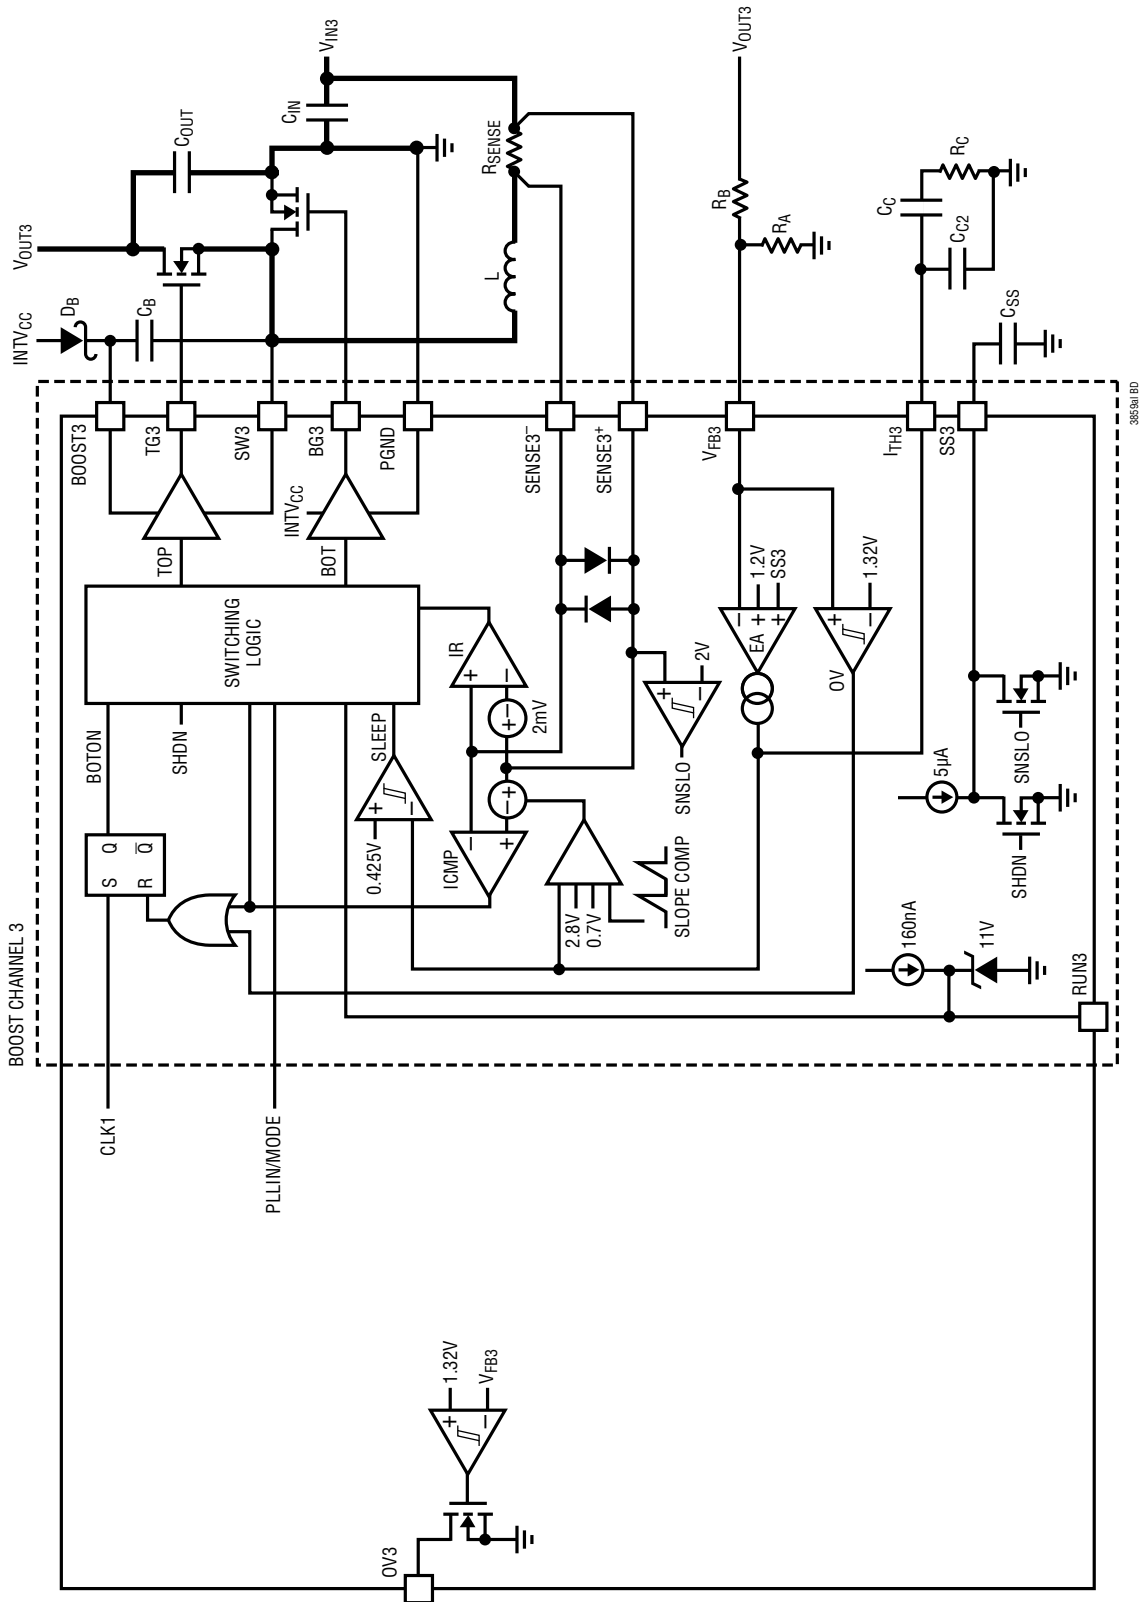 VIN3
VOUT3
COUT
CIN
RSENSE
RB
RA
RC
CC
CC2
CSS
VOUT3
INTVCC
DB
CB
L
3859al BD
BOOST3
TG3
SW3
BG3
PGND
SENSE3–
SENSE3+
VFB3
ITH3
SS3
INTVCC
TOP
BOT
SWITCHING
LOGIC
IR
+
–
– +
2mV
+
–
2V
SNSLO
– + +
EA
1.2V
SS3
+
–
OV
1.32V
BOTON
SHDN
SLEEP
+
–
0.425V
– +
–
+
ICMP
5µA
SNSLO
SHDN
S Q
R Q̅
2.8V
0.7V
SLOPE COMP
160nA
11V
BOOST CHANNEL 3
RUN3
CLK1
PLLIN/MODE
1.32V
VFB3
+
–
OV3